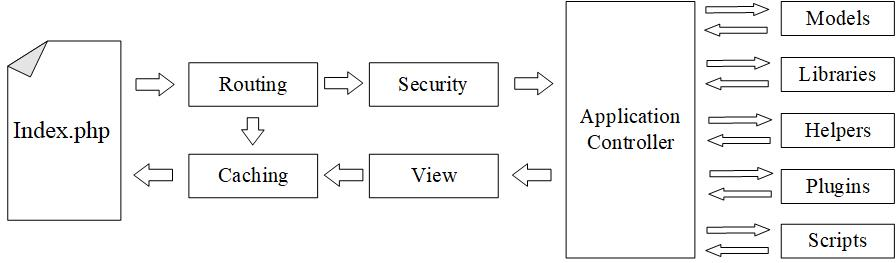 Index.php
Routing
Security
Caching
View
Application
Controller
Models
Libraries
Helpers
Plugins
Scripts